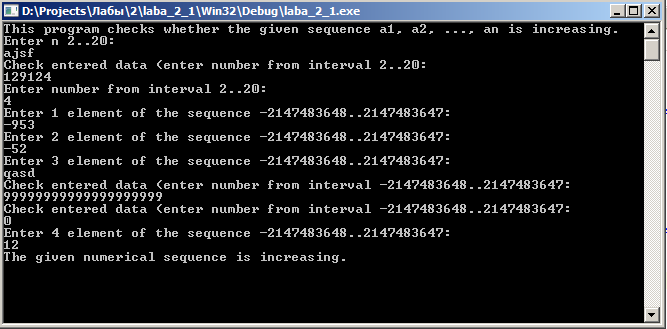 D:\Projects\Лабы\2\laba_2_1\Win32\Debug\laba_2_1.exe
This program checks whether the given sequence a1, a2, ..., an is increasing.
Enter n 2..20:
ajsf
Check entered data (enter number from interval 2..20:
129124
Enter number from interval 2..20:
4
Enter 1 element of the sequence -2147483648..2147483647:
-953
Enter 2 element of the sequence -2147483648..2147483647:
-52
Enter 3 element of the sequence -2147483648..2147483647:
qasd
Check entered data (enter number from interval -2147483648..2147483647:
99999999999999999999
Check entered data (enter number from interval -2147483648..2147483647:
0
Enter 4 element of the sequence -2147483648..2147483647:
12
The given numerical sequence is increasing.